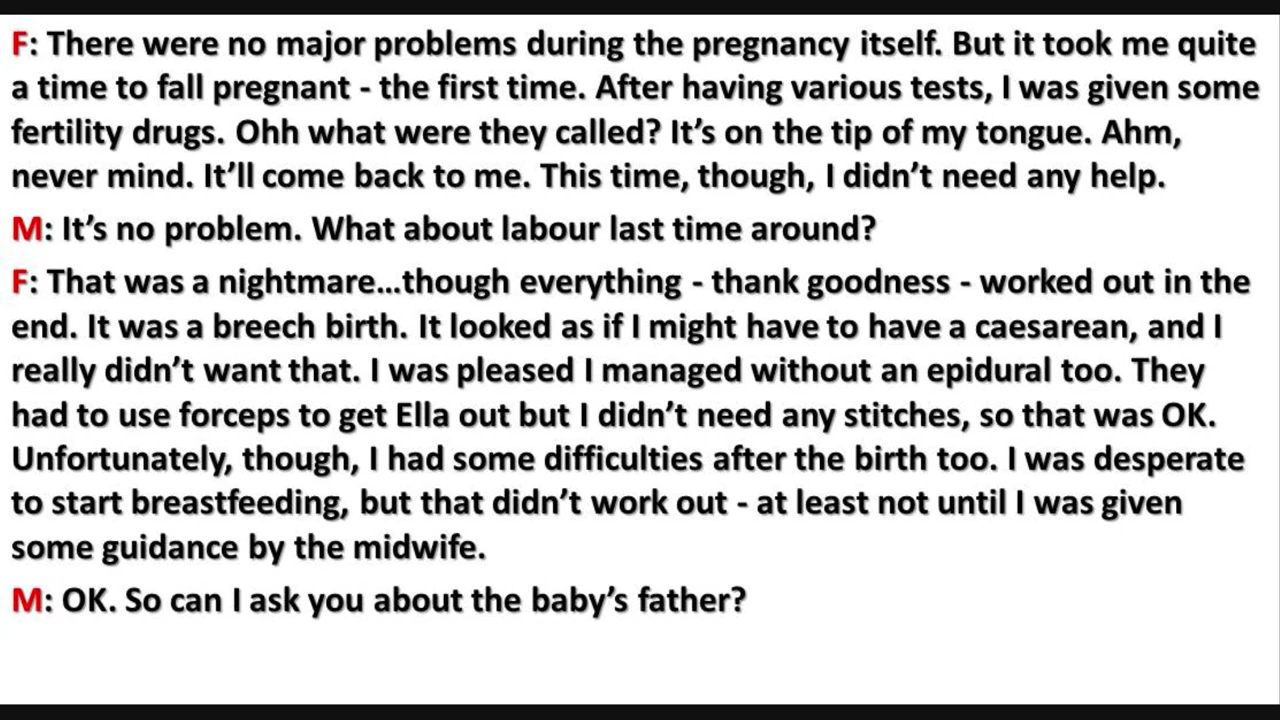 F: There were no major problems during the pregnancy itself. But it took me quite
a time to fall pregnant - the first time. After having various tests, I was given some
fertility drugs. Ohh what were they called? It’s on the tip of my tongue. Ahm,
never mind. It’ll come back to me. This time, though, I didn’t need any help.
M: It’s no problem. What about labour last time around?
F: That was a nightmare…though everything - thank goodness - worked out in the
end. It was a breech birth. It looked as if I might have to have a caesarean, and I
really didn’t want that. I was pleased I managed without an epidural too. They
had to use forceps to get Ella out but I didn’t need any stitches, so that was OK.
Unfortunately, though, I had some difficulties after the birth too. I was desperate
to start breastfeeding, but that didn’t work out - at least not until I was given
some guidance by the midwife.
M: OK. So can I ask you about the baby’s father?